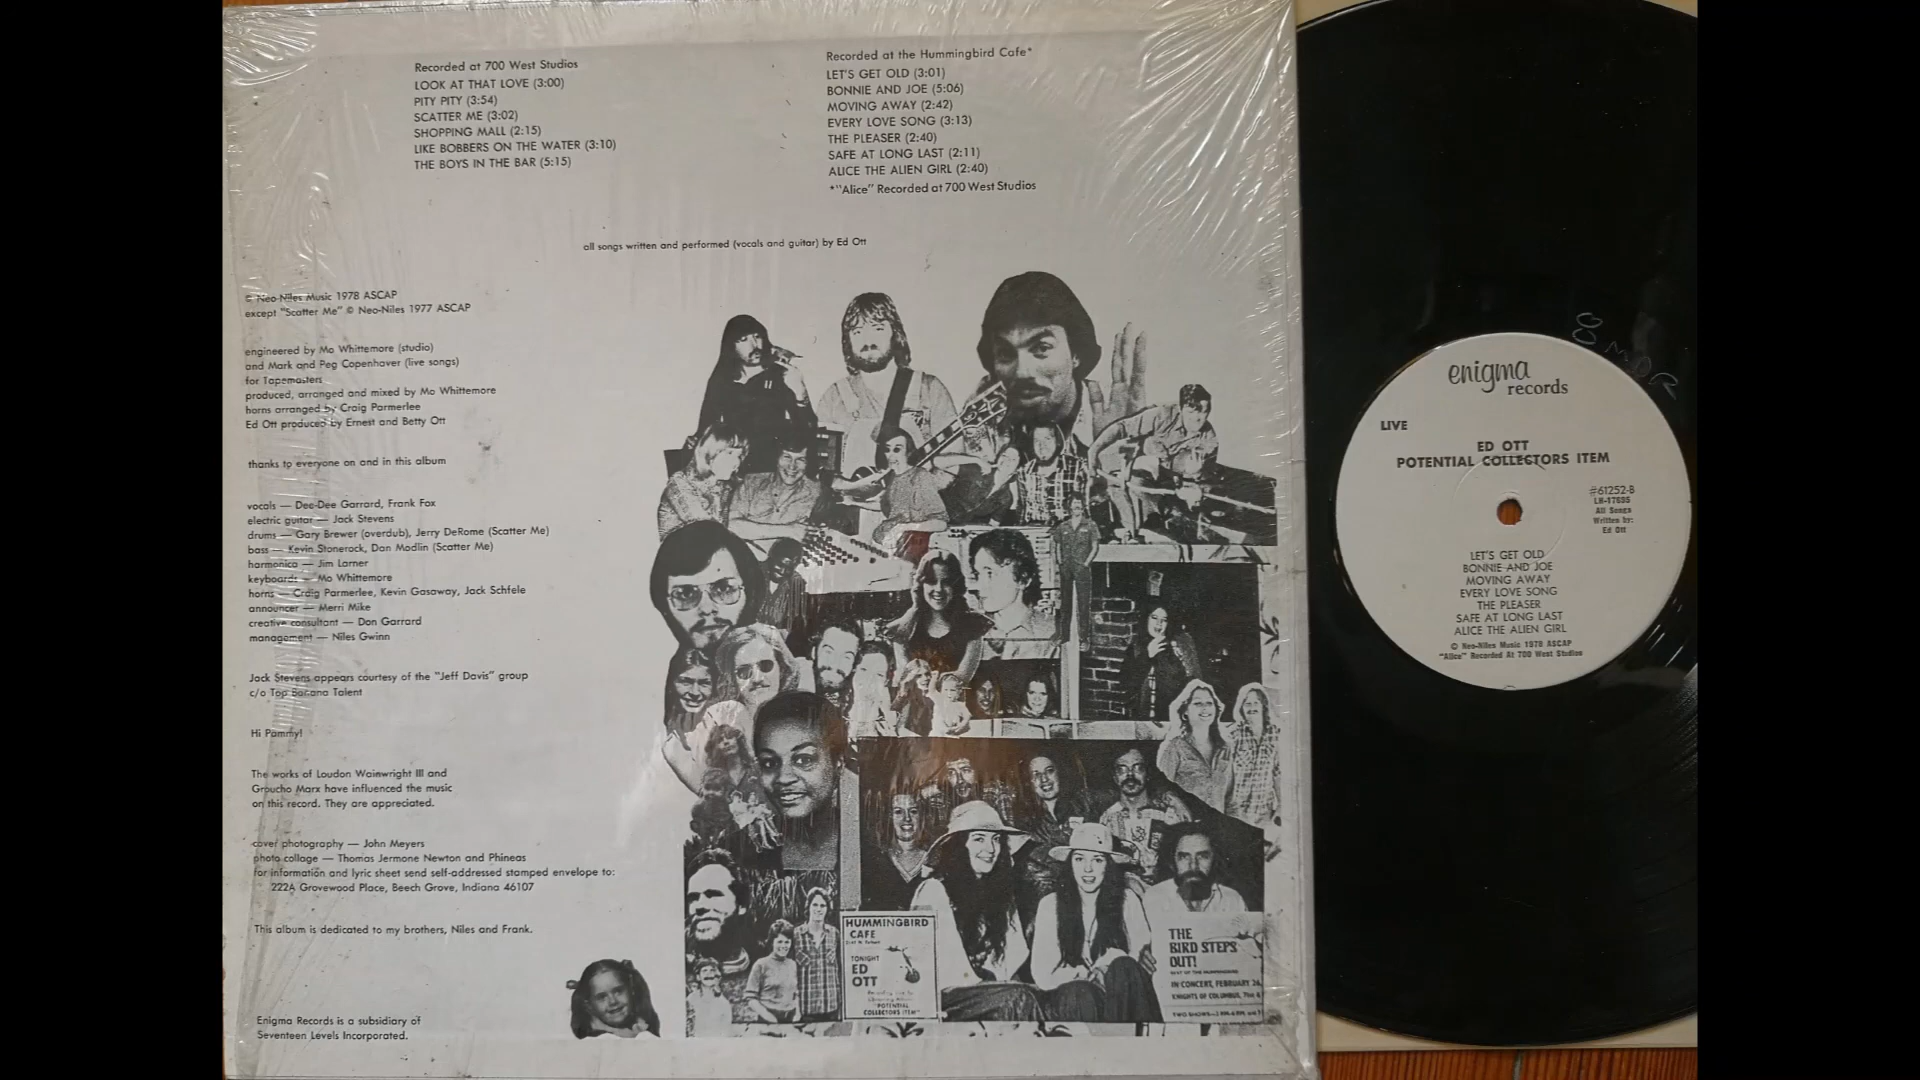 Recorded at 700 West Studios
LOOK AT THAT LOVE (3:00)
PITY PITY (3:54)
SCATTER ME (3:02)
SHOPPING MALL (2:15)
LIKE BOBBERS ON THE WATER (3:10)
THE BOYS IN THE BAR (5:15)
Recorded at the Hummingbird Cafe*
LET'S GET OLD (3:01)
BONNIE AND JOE (5:06)
MOVING AWAY (2:42)
EVERY LOVE SONG (3:13)
THE PLEASER (2:40)
SAFE AT LONG LAST (2:11)
ALICE THE ALIEN GIRL (2:40)
*"Alice" Recorded at 700 West Studios
all songs written and performed (vocals and guitar) by Ed Ott
© Neo-Niles Music 1978 ASCAP
except "Scatter Me" © Neo-Niles 1977 ASCAP
engineered by Mo Whittemore (studio)
and Mark and Peg Copenhaver (live songs)
for Tapemasters
produced, arranged and mixed by Mo Whittemore
horns arranged by Craig Parmerlee
Ed Ott produced by Ernest and Betty Ott
thanks to everyone on and in this album
vocals — Dee-Dee Garrard, Frank Fox
electric guitar — Jack Stevens
drums — Gary Brewer (overdub), Jerry DeRome (Scatter Me)
bass — Kevin Stonerock, Dan Modlin (Scatter Me)
harmonica — Jim Larner
keyboards — Mo Whittemore
horns — Craig Parmerlee, Kevin Gasaway, Jack Schfele
announcer — Merri Mike
creative consultant — Don Garrard
management — Niles Gwinn
Jack Stevens appears courtesy of the "Jeff Davis" group
c/o Top Banana Talent
Hi Pammy!
The works of Loudon Wainwright III and
Groucho Marx have influenced the music
on this record. They are appreciated.
cover photography — John Meyers
photo collage — Thomas Jermone Newton and Phineas
for information and lyric sheet send self-addressed stamped envelope to:
222A Grovewood Place, Beech Grove, Indiana 46107
This album is dedicated to my brothers, Niles and Frank.
Enigma Records is a subsidiary of
Seventeen Levels Incorporated.
HUMMINGBIRD
CAFE
TONIGHT
ED
OTT
"POTENTIAL
COLLECTORS ITEM"
THE
BIRD STEPS
OUT!
BEST OF THE HUMMINGBIRD
IN CONCERT, FEBRUARY 24,
KNIGHTS OF COLUMBUS,
enigma
records
LIVE
ED OTT
POTENTIAL COLLECTORS ITEM
#61252-B
LH-17695
All Songs
Written by:
Ed Ott
LET'S GET OLD
BONNIE AND JOE
MOVING AWAY
EVERY LOVE SONG
THE PLEASER
SAFE AT LONG LAST
ALICE THE ALIEN GIRL
© Neo-Niles Music 1978 ASCAP
"Alice" Recorded At 700 West Studios